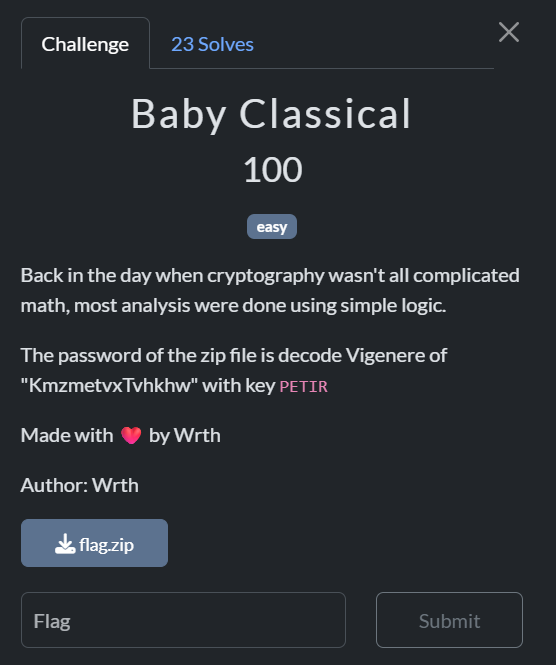 Challenge
23 Solves
Baby Classical
100
easy
Back in the day when cryptography wasn't all complicated
math, most analysis were done using simple logic.
The password of the zip file is decode Vigenere of
"KmzmetvxTvhkhw" with key PETIR
Made with 💔 by Wrth
Author: Wrth
flag.zip
Flag
Submit